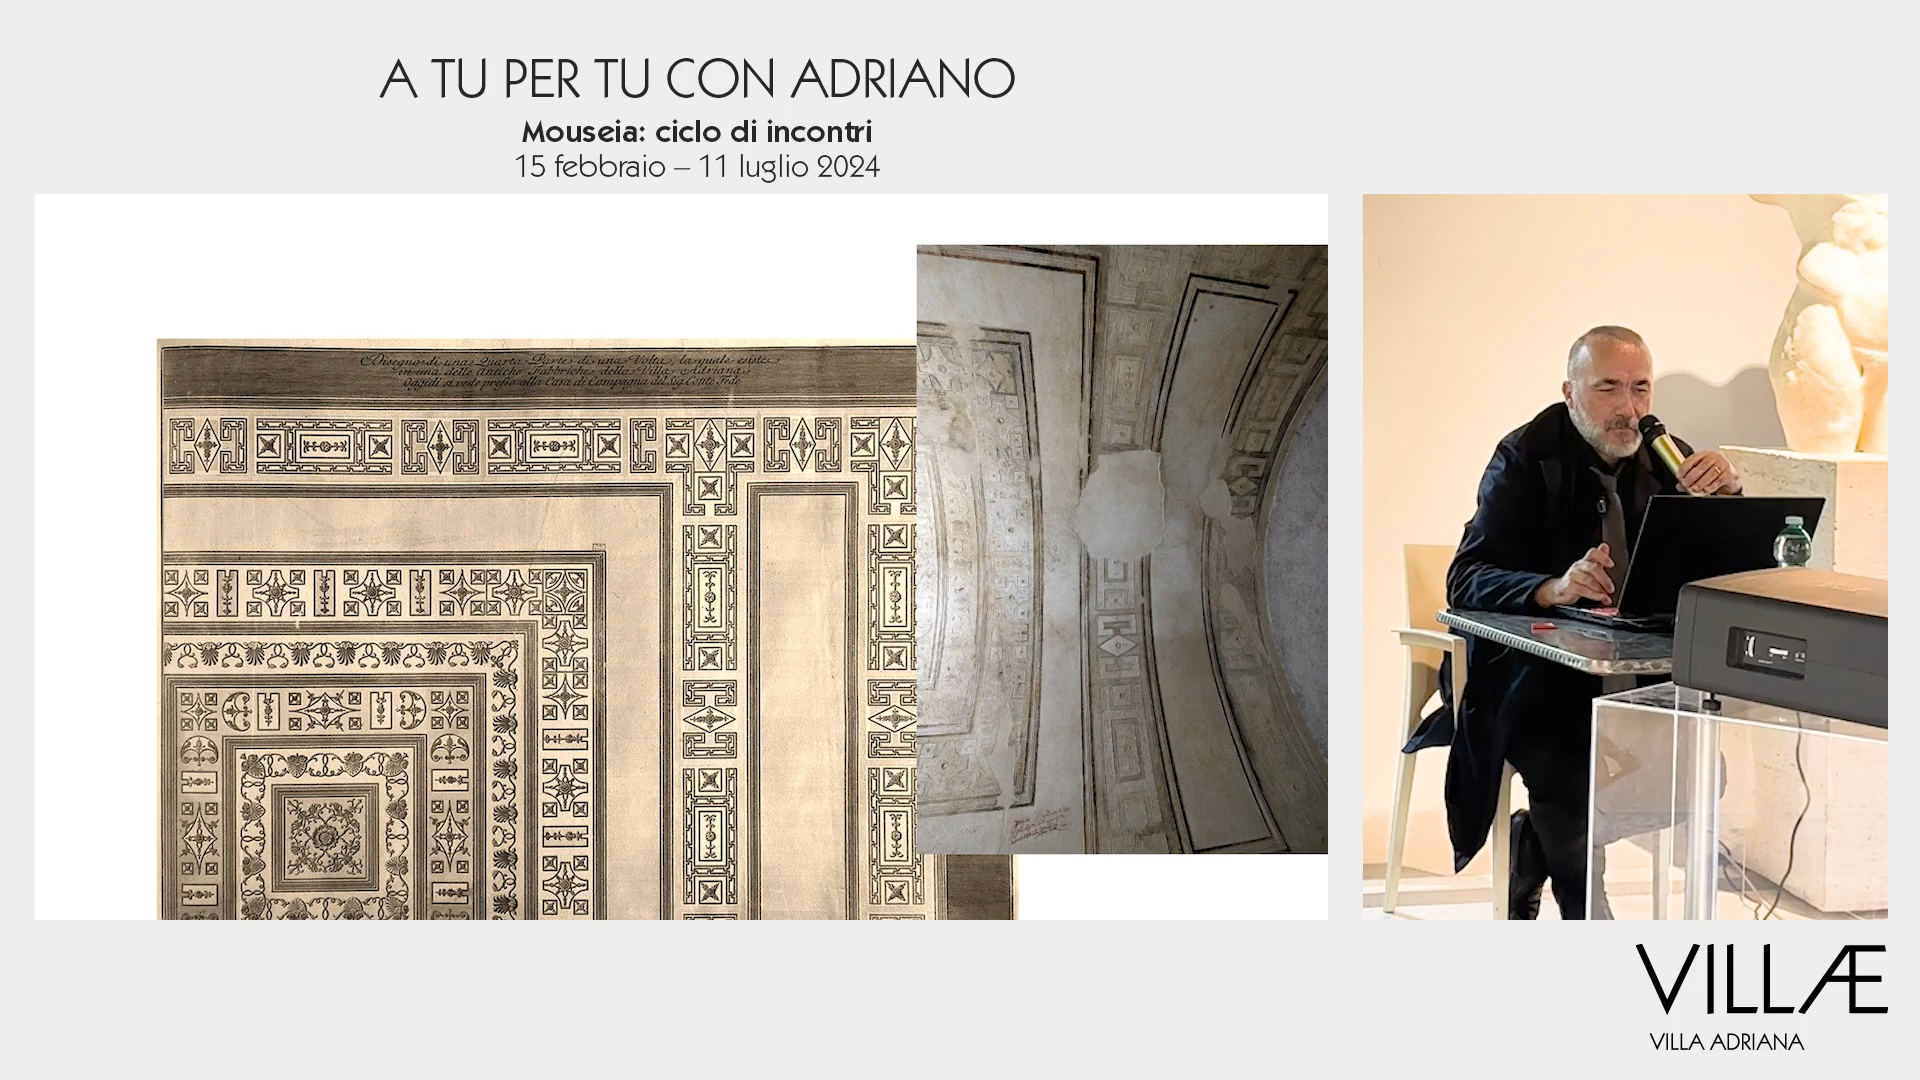 A TU PER TU CON ADRIANO
Mouseia: ciclo di incontri
15 febbraio – 11 luglio 2024
Disegno di una Quarta Parte di una Volta, la quale esiste
in una delle Antiche Fabbriche della Villa Adriana
Oggidi si vede presso alla Casa di Campagna del Sig. Conte Fede
VILLÆ
VILLA ADRIANA